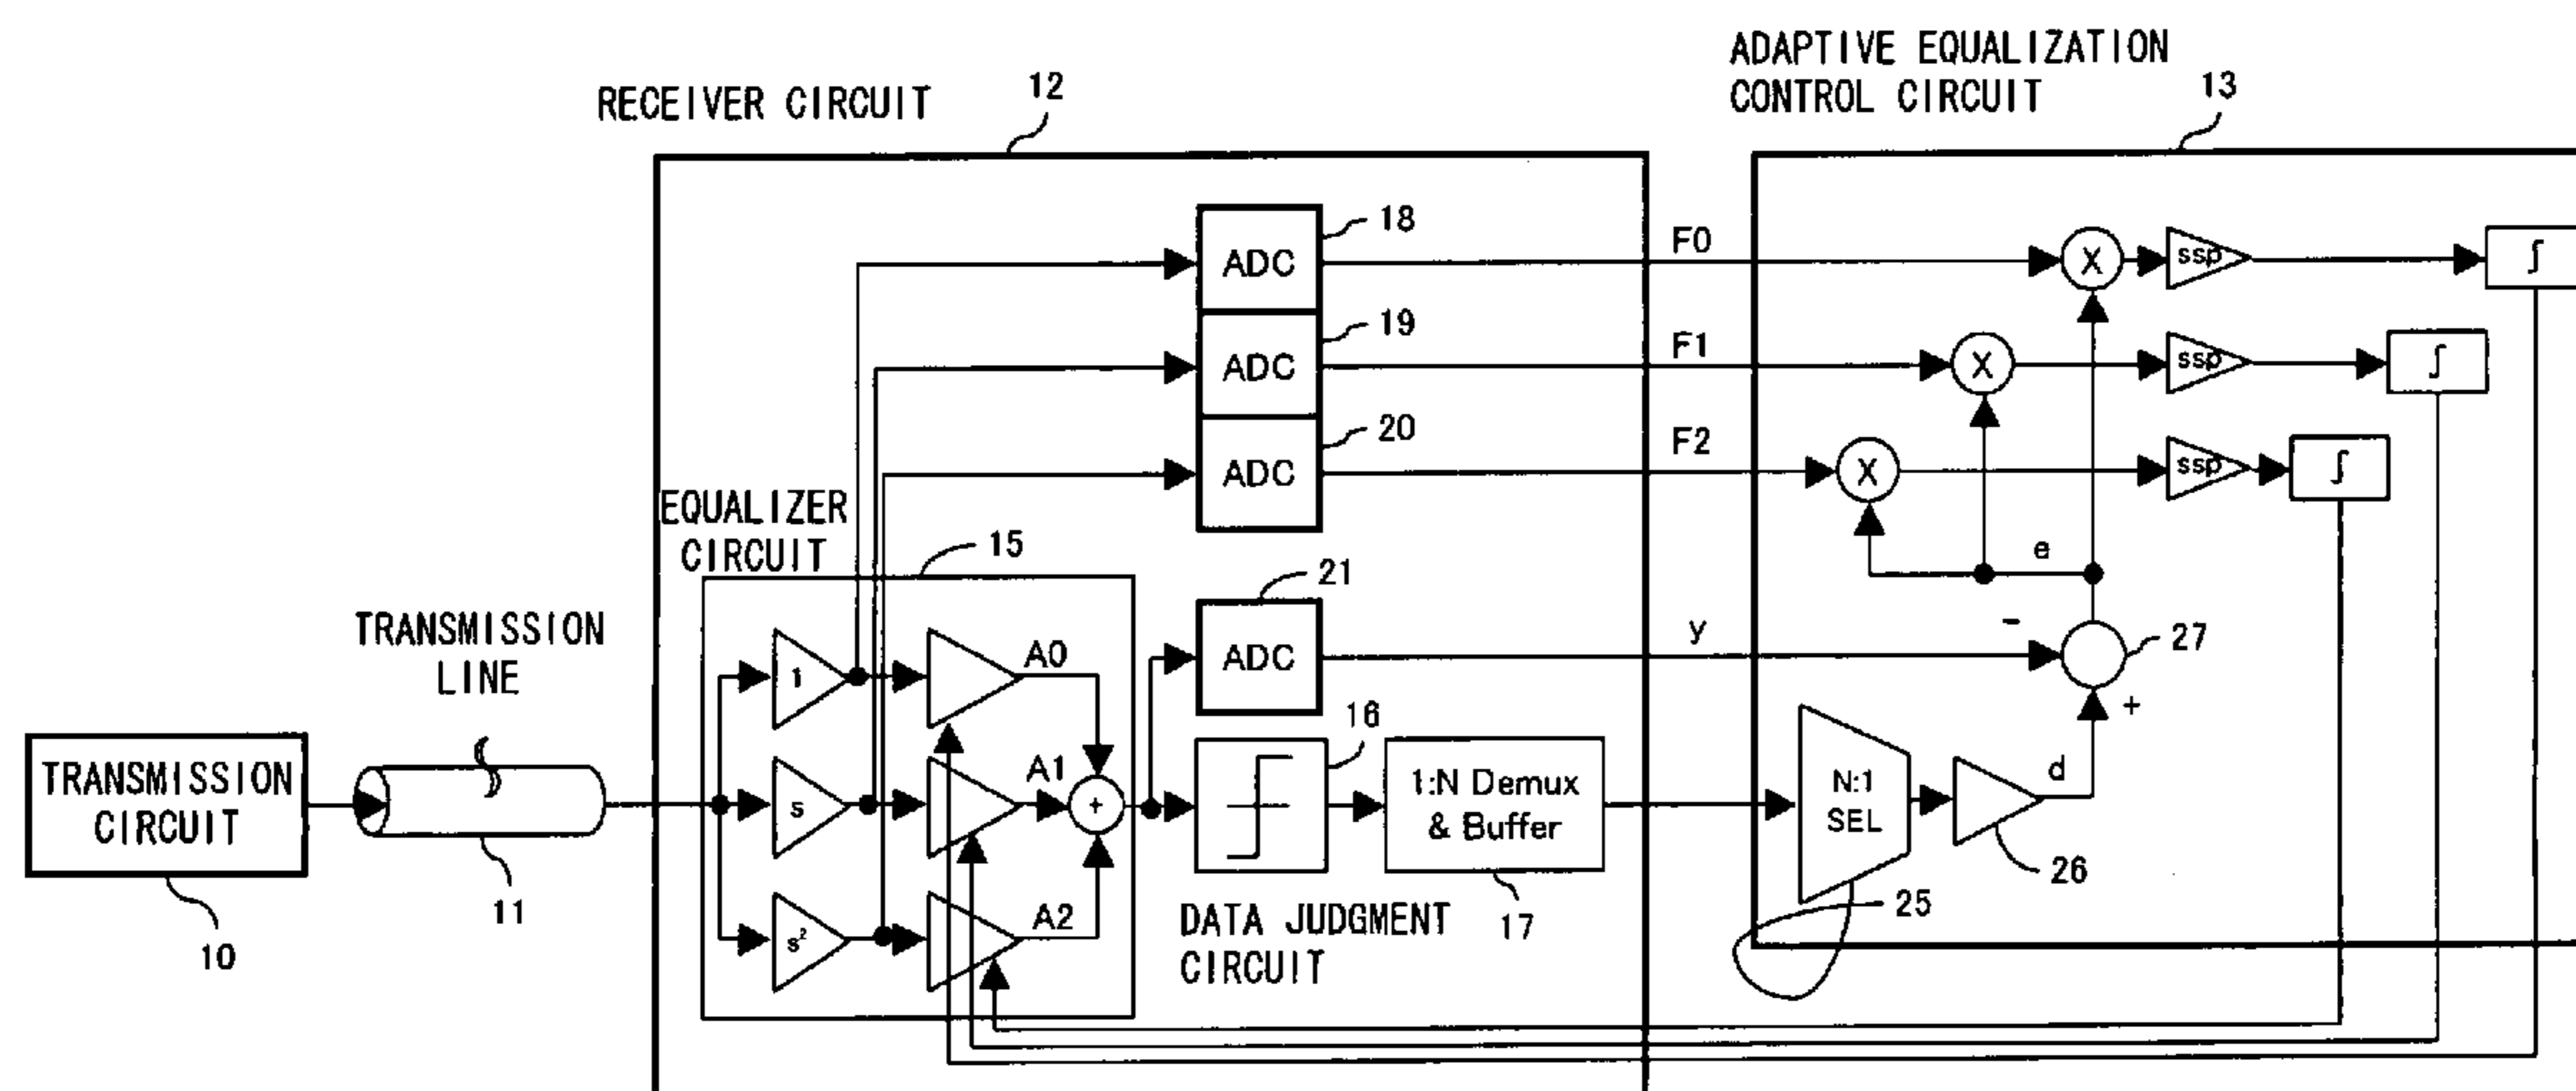 ADAPTIVE EQUALIZATION
CONTROL CIRCUIT
13
RECEIVER CIRCUIT
12
18
ADC
F0
X
ssp
∫
19
ADC
F1
X
ssp
∫
20
ADC
F2
X
ssp
∫
EQUALIZER
CIRCUIT
15
21
ADC
y
e
-
27
+
TRANSMISSION
LINE
1
A0
s
A1
+
s²
A2
16
1:N Demux
& Buffer
17
DATA JUDGMENT
CIRCUIT
N:1
SEL
d
26
25
TRANSMISSION
CIRCUIT
10
11